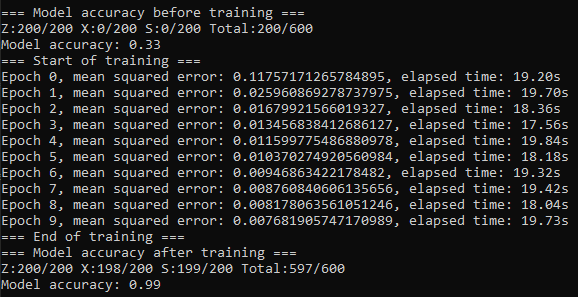 === Model accuracy before training ===
Z:200/200 X:0/200 S:0/200 Total:200/600
Model accuracy: 0.33
=== Start of training ===
Epoch 0, mean squared error: 0.11757171265784895, elapsed time: 19.20s
Epoch 1, mean squared error: 0.025960869278737975, elapsed time: 19.70s
Epoch 2, mean squared error: 0.01679921566019327, elapsed time: 18.36s
Epoch 3, mean squared error: 0.013456838412686127, elapsed time: 17.56s
Epoch 4, mean squared error: 0.011599775486880978, elapsed time: 19.84s
Epoch 5, mean squared error: 0.010370274920560984, elapsed time: 18.18s
Epoch 6, mean squared error: 0.00946863422178482, elapsed time: 19.32s
Epoch 7, mean squared error: 0.008760840606135656, elapsed time: 19.42s
Epoch 8, mean squared error: 0.008178063561051246, elapsed time: 18.04s
Epoch 9, mean squared error: 0.007681905747170989, elapsed time: 19.73s
=== End of training ===
=== Model accuracy after training ===
Z:200/200 X:198/200 S:199/200 Total:597/600
Model accuracy: 0.99